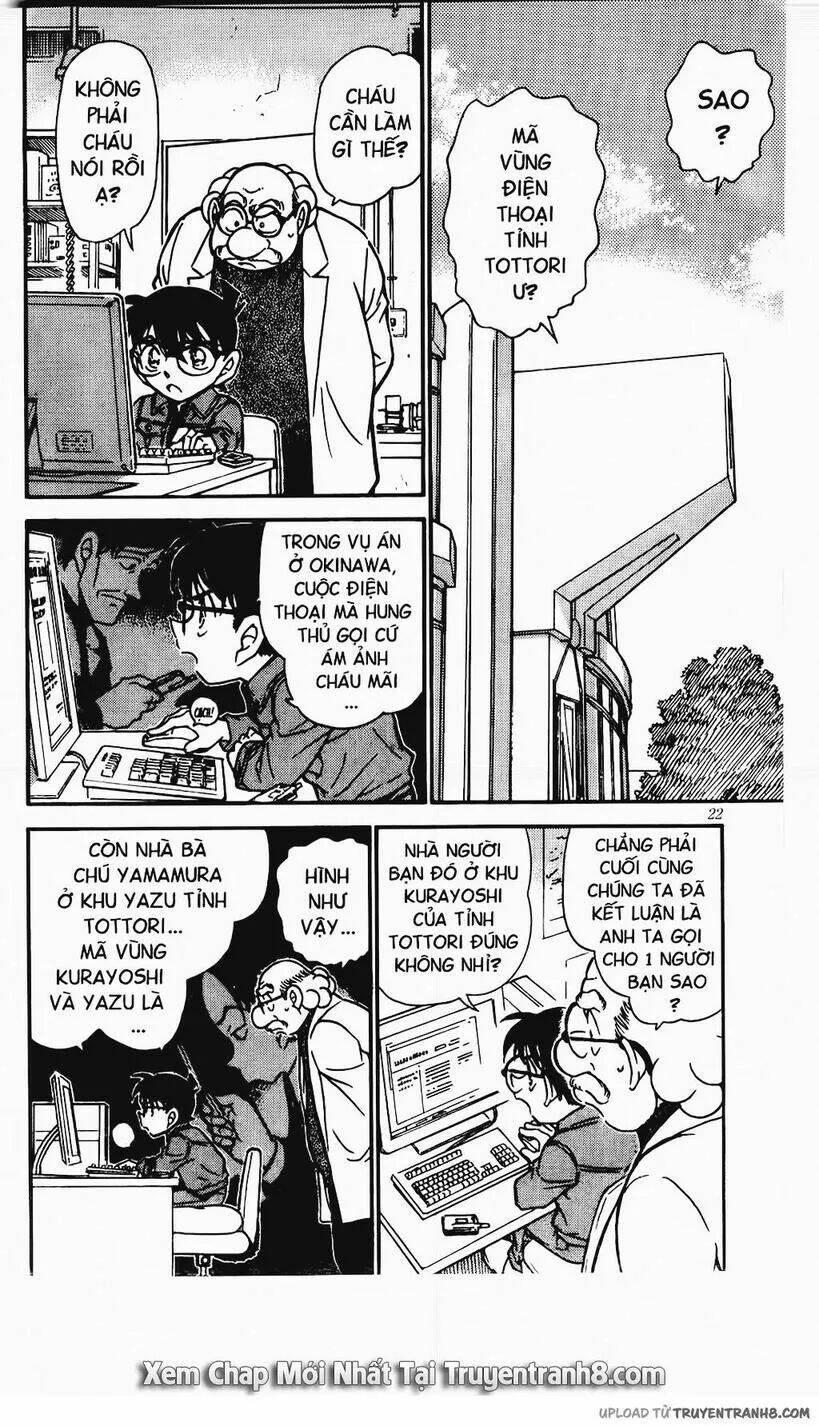 SAO
?
MÃ
VÙNG
ĐIỆN
THOẠI
TỈNH
TOTTORI
Ư?
CHÁU
CẦN LÀM
GÌ THẾ?
KHÔNG
PHẢI
CHÁU
NÓI RỒI
Ạ?
TRONG VỤ ÁN
Ở OKINAWA,
CUỘC ĐIỆN
THOẠI MÀ HUNG
THỦ GỌI CỨ
ÁM ẢNH
CHÁU MÃI
...
CẠCH!
22
CHẲNG PHẢI
CUỐI CÙNG
CHÚNG TA ĐÃ
KẾT LUẬN LÀ
ANH TA GỌI
CHO 1 NGƯỜI
BẠN SAO
?
NHÀ NGƯỜI
BẠN ĐÓ Ở KHU
KURAYOSHI
CỦA TỈNH
TOTTORI ĐÚNG
KHÔNG NHỈ?
HÌNH
NHƯ
VẬY...
CÒN NHÀ BÀ
CHÚ YAMAMURA
Ở KHU YAZU TỈNH
TOTTORI...
MÃ VÙNG
KURAYOSHI
VÀ YAZU LÀ
...
Xem Chap Mới Nhất Tại Truyentranh8.com
UPLOAD TỪ TRUYENTRANH8.COM